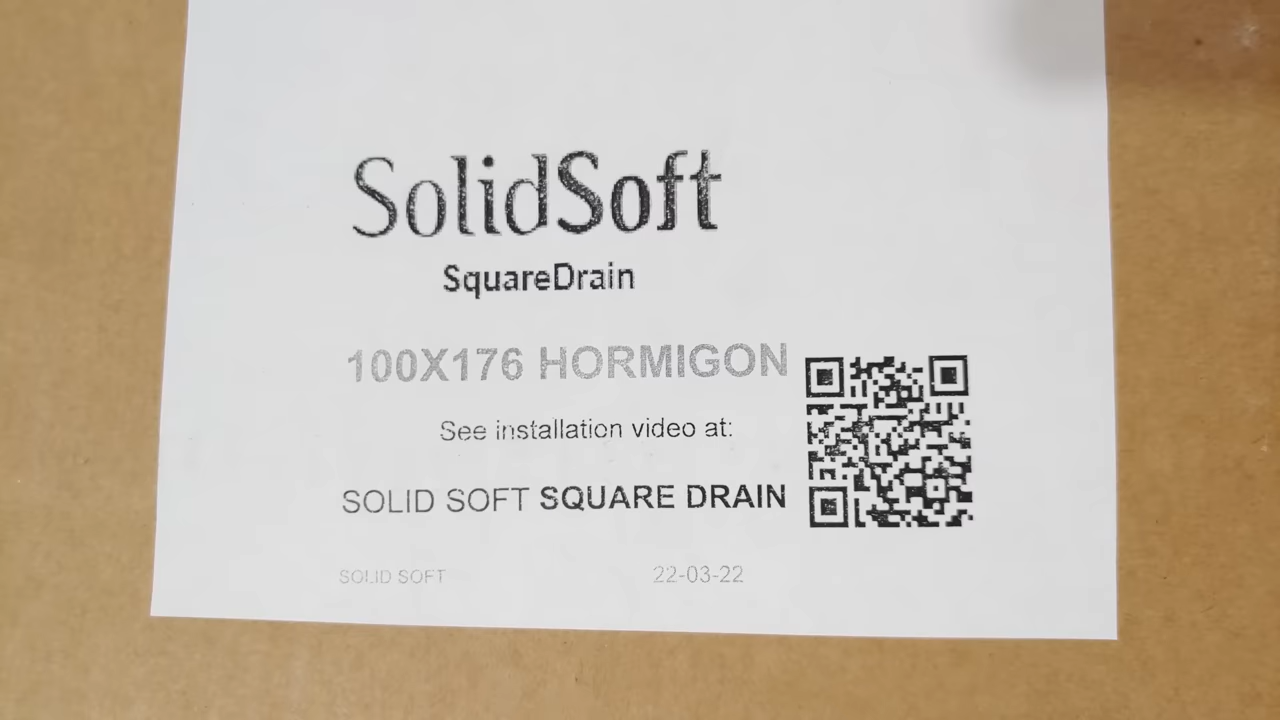 SolidSoft
SquareDrain
100X176 HORMIGON
See installation video at:
SOLID SOFT SQUARE DRAIN
SOLID SOFT 22-03-22